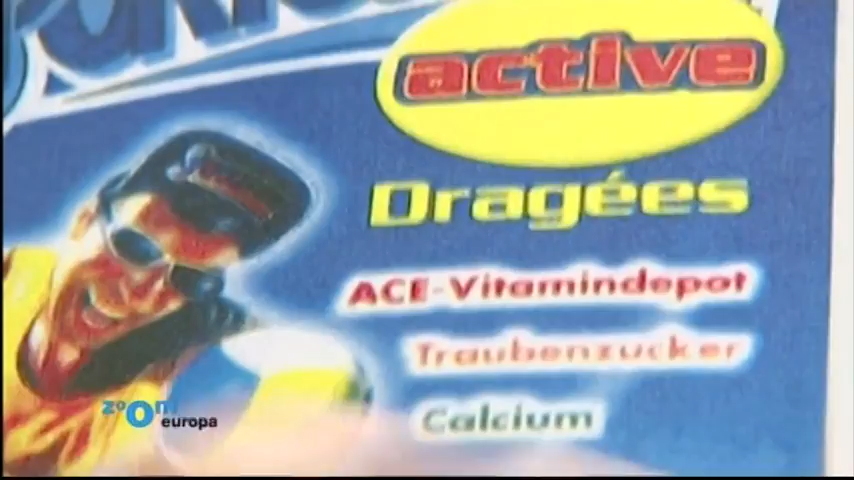 active
Dragées
ACE-Vitamindepot
Traubenzucker
Calcium
zoom
europa